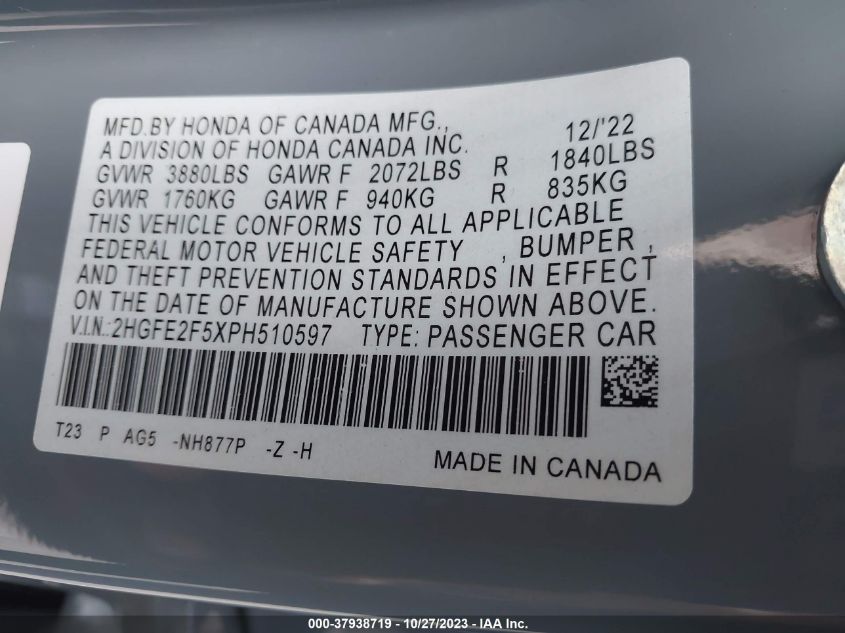 MFD.BY HONDA OF CANADA MFG., 12/'22
A DIVISION OF HONDA CANADA INC.
GVWR 3880LBS GAWR F 2072LBS R 1840LBS
GVWR 1760KG GAWR F 940KG R 835KG
THIS VEHICLE CONFORMS TO ALL APPLICABLE
FEDERAL MOTOR VEHICLE SAFETY , BUMPER ,
AND THEFT PREVENTION STANDARDS IN EFFECT
ON THE DATE OF MANUFACTURE SHOWN ABOVE.
V.I.N.:2HGFE2F5XPH510597 TYPE: PASSENGER CAR
T23 P AG5 -NH877P -Z -H
MADE IN CANADA
000-37938719 - 10/27/2023 - IAA Inc.